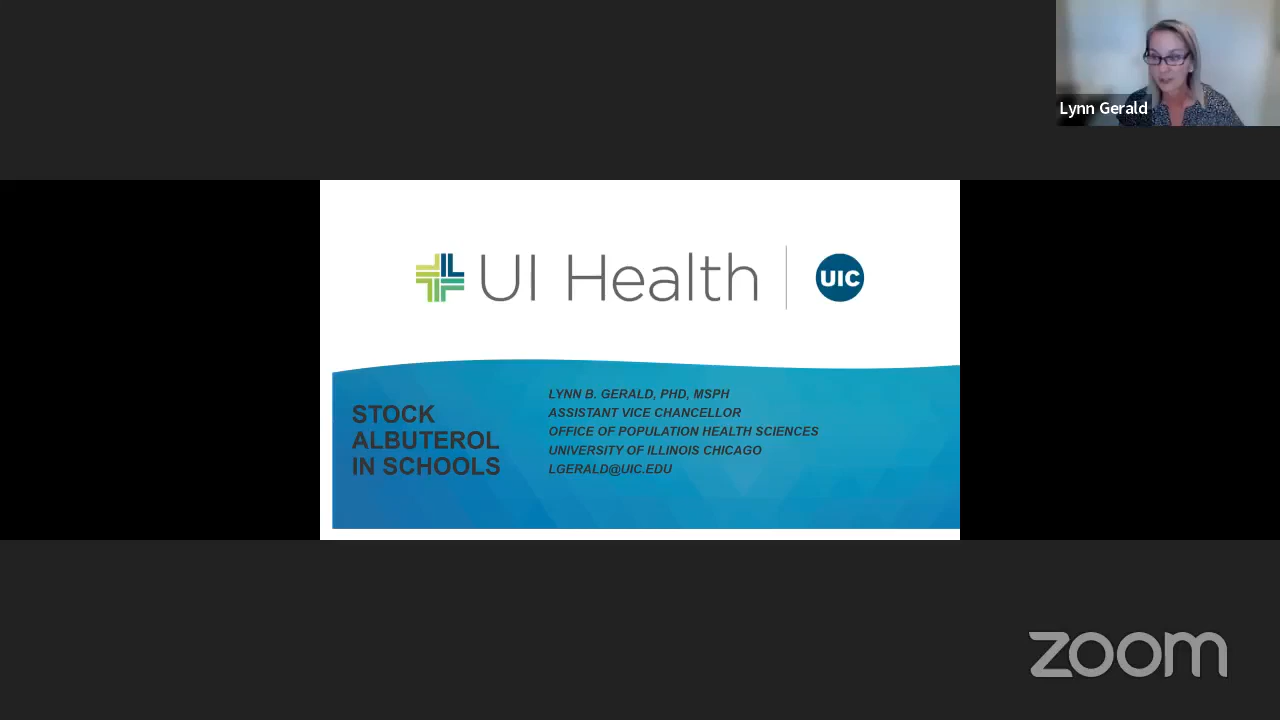 Lynn Gerald
UI Health
UIC
STOCK
ALBUTEROL
IN SCHOOLS
LYNN B. GERALD, PHD, MSPH
ASSISTANT VICE CHANCELLOR
OFFICE OF POPULATION HEALTH SCIENCES
UNIVERSITY OF ILLINOIS CHICAGO
LGERALD@UIC.EDU
zoom